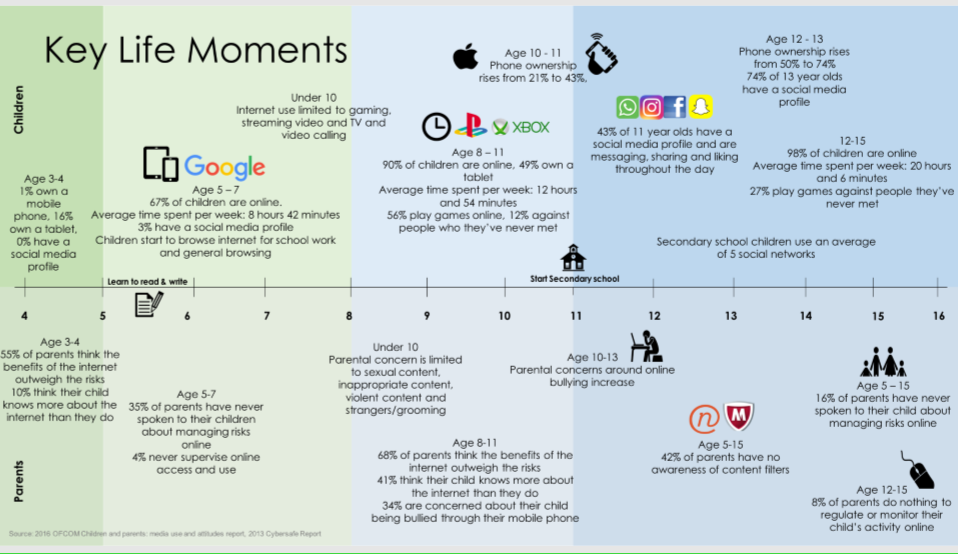 Key Life Moments
Children
Age 3-4
1% own a
mobile
phone, 16%
own a tablet,
0% have a
social media
profile
Google
Age 5 – 7
67% of children are online.
Average time spent per week: 8 hours 42 minutes
3% have a social media profile
Children start to browse internet for school work
and general browsing
Under 10
Internet use limited to gaming,
streaming video and TV and
video calling
Age 10 - 11
Phone ownership
rises from 21% to 43%.
XBOX
Age 8 – 11
90% of children are online, 49% own a
tablet
Average time spent per week: 12 hours
and 54 minutes
56% play games online, 12% against
people who they've never met
43% of 11 year olds have a
social media profile and are
messaging, sharing and liking
throughout the day
Age 12 - 13
Phone ownership rises
from 50% to 74%
74% of 13 year olds
have a social media
profile
12-15
98% of children are online
Average time spent per week: 20 hours
and 6 minutes
27% play games against people they've
never met
Secondary school children use an average
of 5 social networks
Learn to read & write
Start Secondary school
4 5 6 7 8 9 10 11 12 13 14 15 16
Parents
Age 3-4
55% of parents think the
benefits of the internet
outweigh the risks
10% think their child
knows more about the
internet than they do
Age 5-7
35% of parents have never
spoken to their children
about managing risks
online
4% never supervise online
access and use
Under 10
Parental concern is limited
to sexual content,
inappropriate content,
violent content and
strangers/grooming
Age 8-11
68% of parents think the benefits of the
internet outweigh the risks
41% think their child knows more about
the internet than they do
34% are concerned about their child
being bullied through their mobile phone
Age 10-13
Parental concerns around online
bullying increase
n
M
Age 5-15
42% of parents have no
awareness of content filters
Age 5 – 15
16% of parents have never
spoken to their child about
managing risks online
Age 12-15
8% of parents do nothing to
regulate or monitor their
child's activity online
Source: 2016 OFCOM Children and parents: media use and attitudes report, 2013 Cybersafe Report